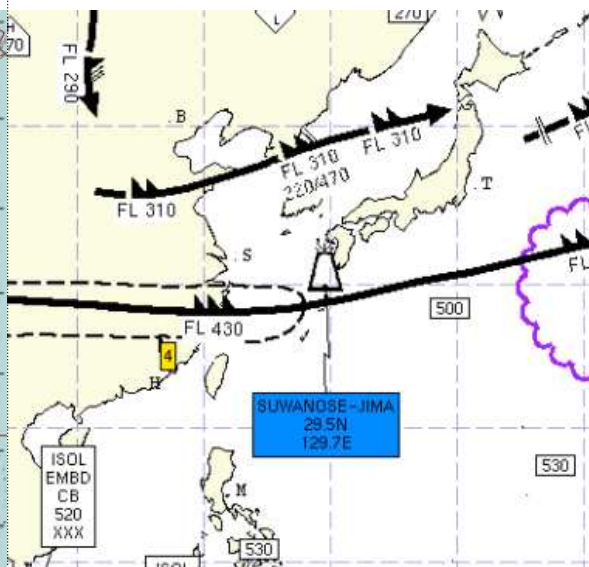 H
70
L
270
FL 290
B
FL 310
FL 310
220/470
FL 310
T
S
500
FL 430
4
H
SUWANOSE-JIMA
29.5N
129.7E
ISOL
EMBD
CB
520
XXX
M
530
530
FL